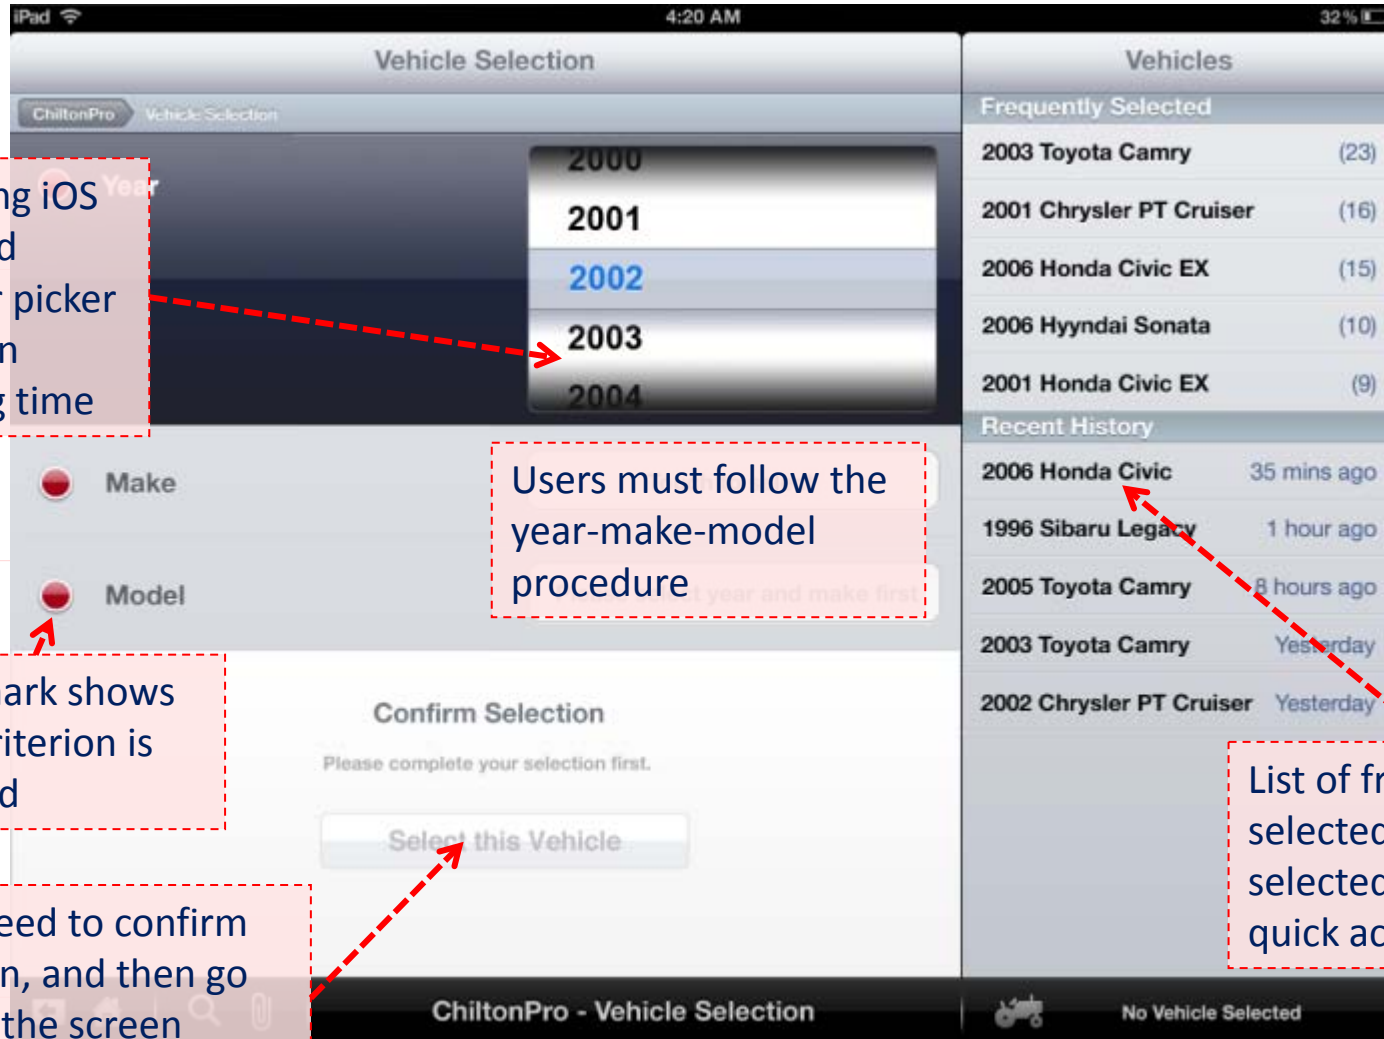 iPad
4:20 AM
32%
Vehicle Selection
Vehicles
ChiltonPro
Vehicle Selection
Year
2000
2001
2002
2003
2004
ng iOS
d
r picker
n
g time
Make
Users must follow the
year-make-model
procedure
Model
select year and make first
ark shows
riterion is
d
Confirm Selection
Please complete your selection first.
Select this Vehicle
eed to confirm
n, and then go
the screen
ChiltonPro - Vehicle Selection
Frequently Selected
2003 Toyota Camry (23)
2001 Chrysler PT Cruiser (16)
2006 Honda Civic EX (15)
2006 Hyyndai Sonata (10)
2001 Honda Civic EX (9)
Recent History
2006 Honda Civic 35 mins ago
1996 Sibaru Legacy 1 hour ago
2005 Toyota Camry 8 hours ago
2003 Toyota Camry Yesterday
2002 Chrysler PT Cruiser Yesterday
List of fr
selected
selected
quick ac
No Vehicle Selected